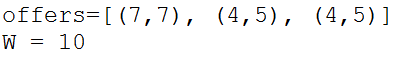 offers=[(7,7), (4,5), (4,5)]
W = 10